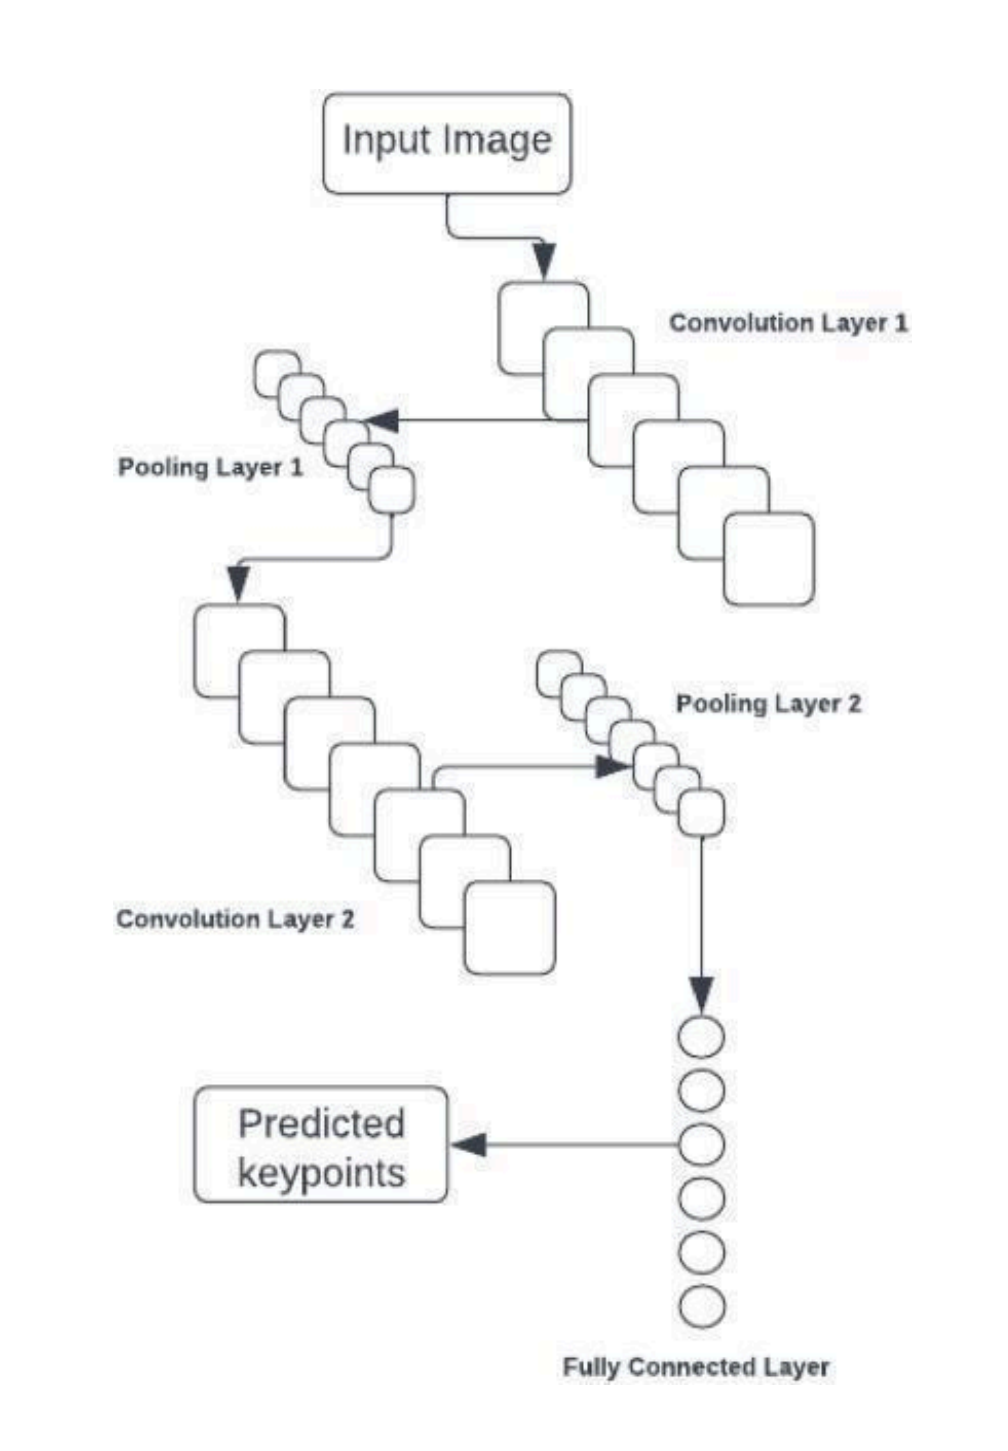 Input Image
Convolution Layer 1
Pooling Layer 1
Pooling Layer 2
Convolution Layer 2
Predicted
keypoints
Fully Connected Layer